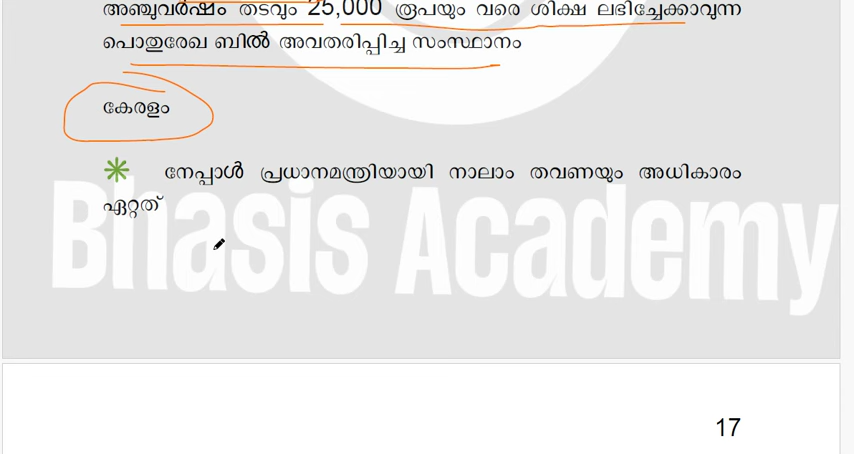 അഞ്ചുവർഷം തടവും 25,000 രൂപയും വരെ ശിക്ഷ ലഭിച്ചേക്കാവുന്ന
പൊതുരേഖ ബിൽ അവതരിപ്പിച്ച സംസ്ഥാനം
കേരളം
നേപ്പാൾ പ്രധാനമന്ത്രിയായി നാലാം തവണയും അധികാരം
ഏറ്റത്
Bhasis Academy
17